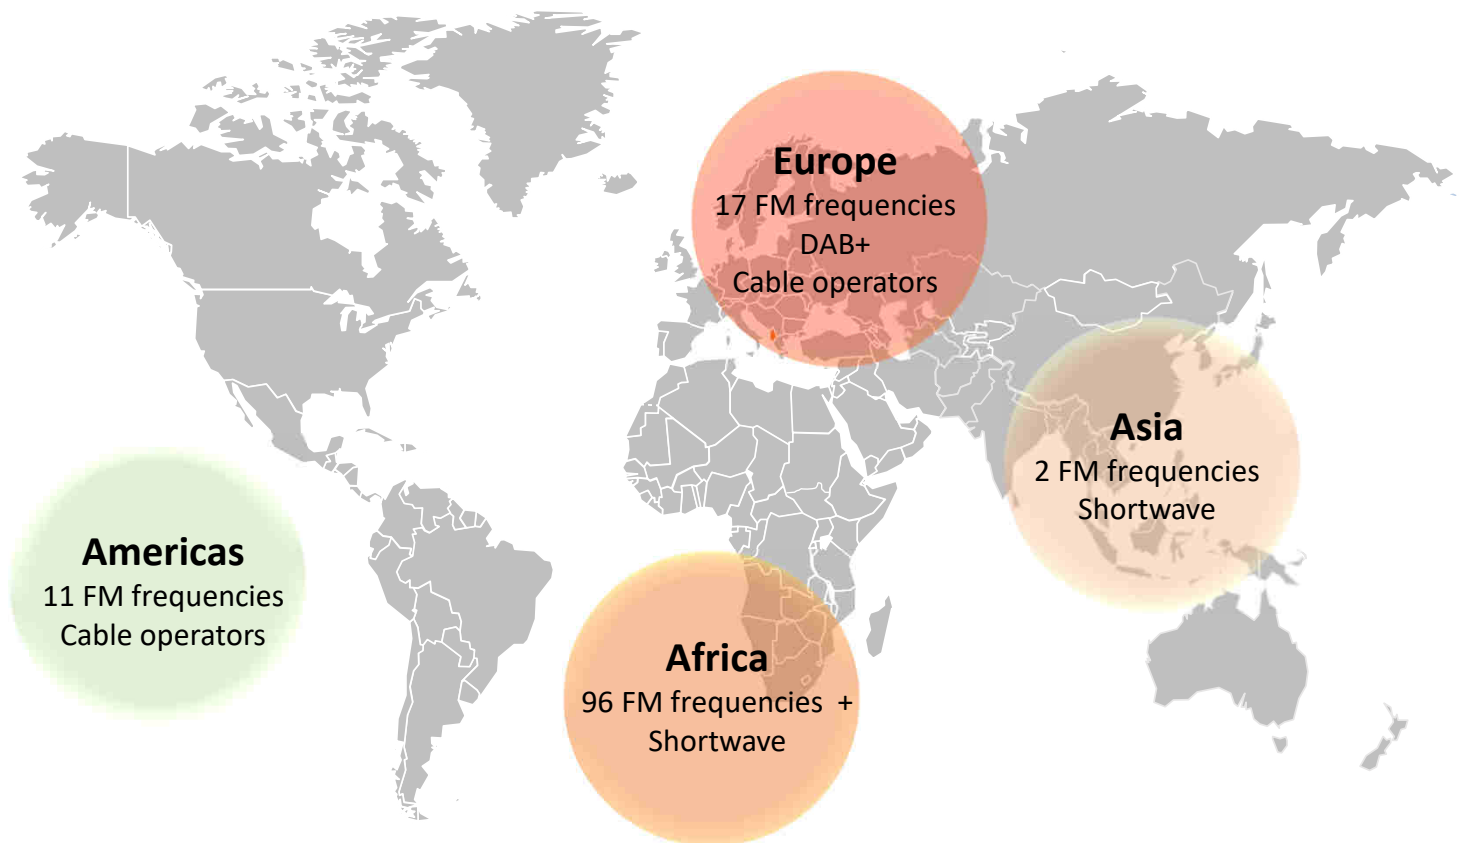 Europe
17 FM frequencies
DAB+
Cable operators
Asia
2 FM frequencies
Shortwave
Americas
11 FM frequencies
Cable operators
Africa
96 FM frequencies +
Shortwave